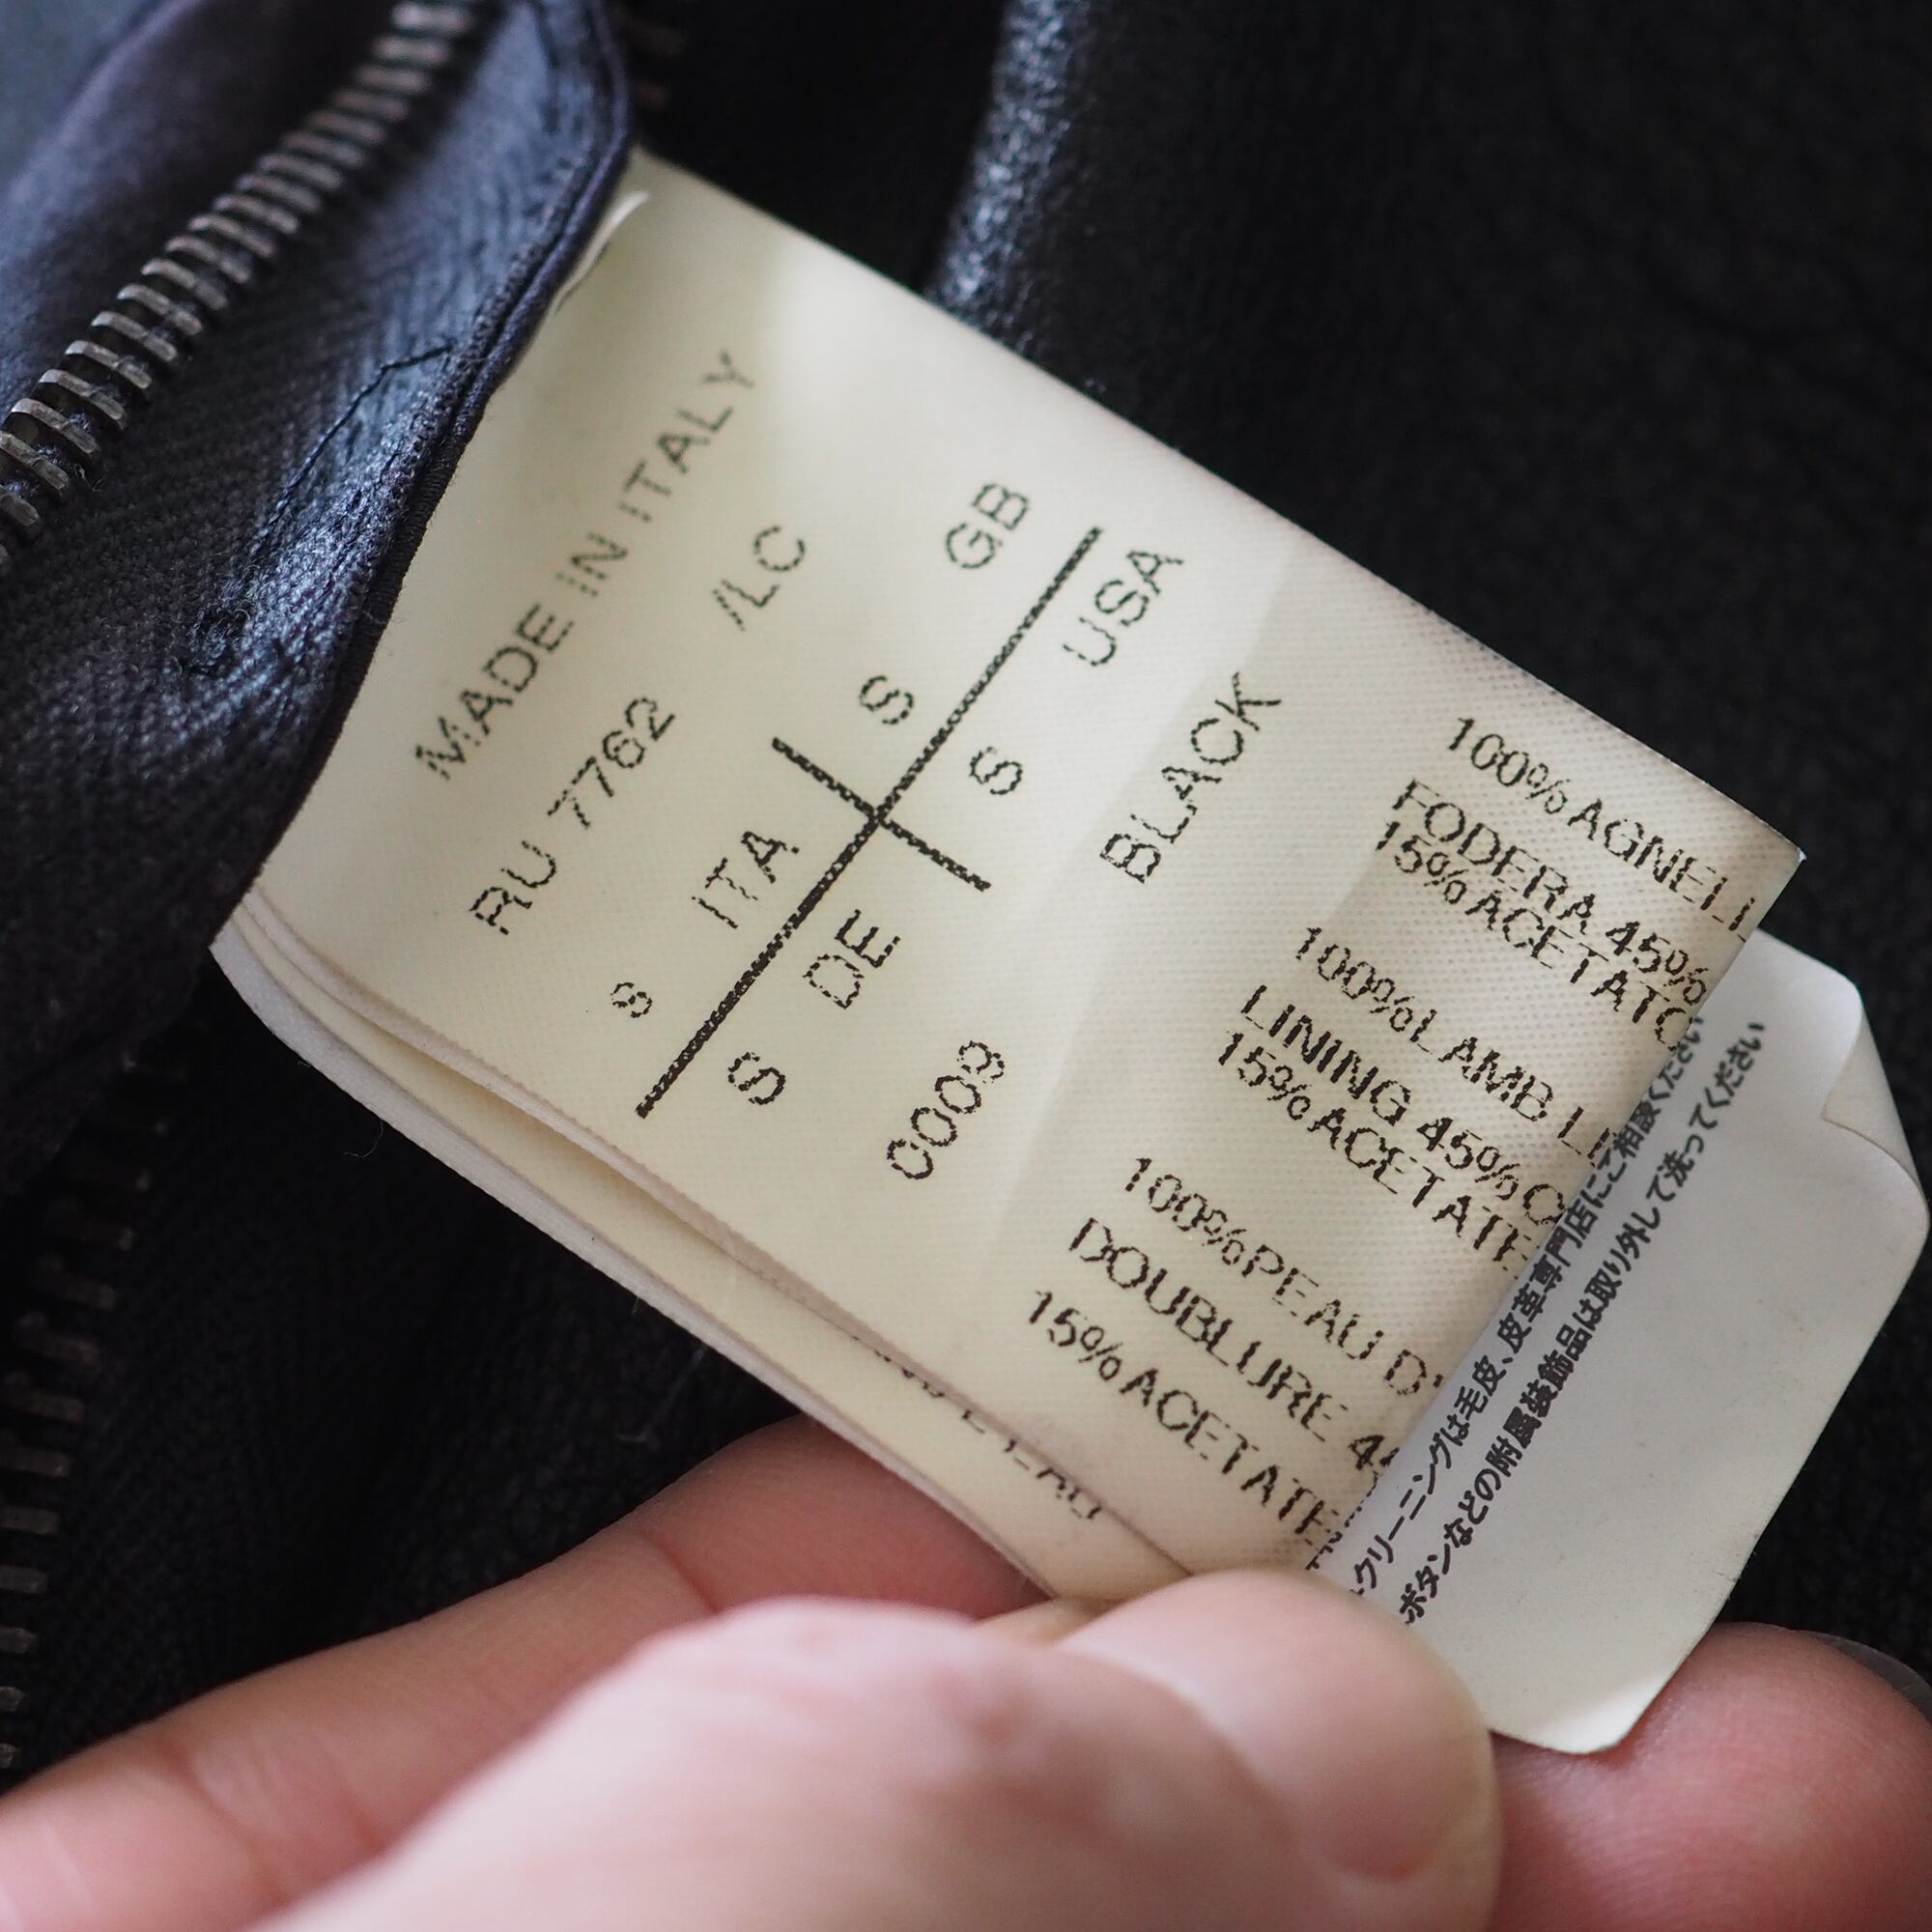 MADE IN ITALY
RU 7762 /LC
s ITA S GB
S DE S USA
C009 BLACK
100% AGNELL
FODERA 45%
15% ACETATO
100% LAMB LI
LINING 45% C
15% ACETATE
100% PEAU D'
DOUBLURE 4
15% ACETATE
クリーニングは毛皮、皮革専門店にご相談ください
ボタンなどの附属装飾品は取り外して洗ってください